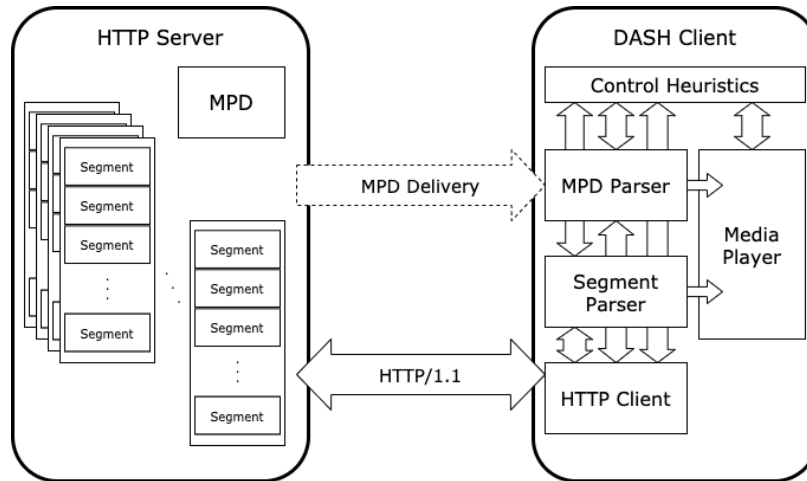 HTTP Server
MPD
Segment
Segment
Segment
Segment
Segment
Segment
Segment
Segment
MPD Delivery
HTTP/1.1
DASH Client
Control Heuristics
MPD Parser
Media
Player
Segment
Parser
HTTP Client